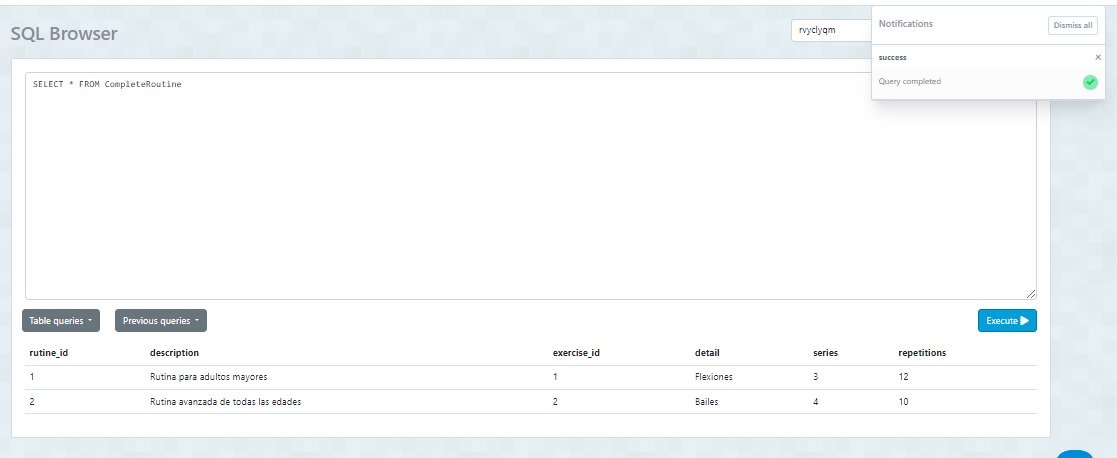 SQL Browser
rvyclyqm
Notifications
Dismiss all
success
×
Query completed
SELECT * FROM CompleteRoutine
Table queries
Previous queries
Execute
rutine_id description exercise_id detail series repetitions
1 Rutina para adultos mayores 1 Flexiones 3 12
2 Rutina avanzada de todas las edades 2 Bailes 4 10